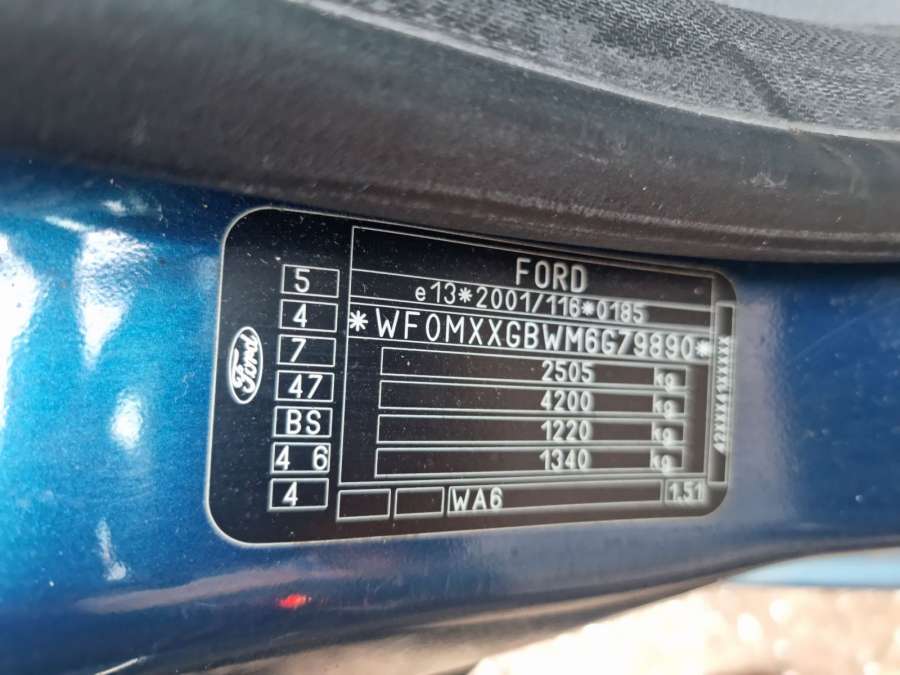 FORD
e13*2001/116*0185
*WF0MXXGBWM6G79890*
2505 kg
4200 kg
1220 kg
1340 kg
WA6
1.51
5
4
7
47
BS
4 6
4
Ford